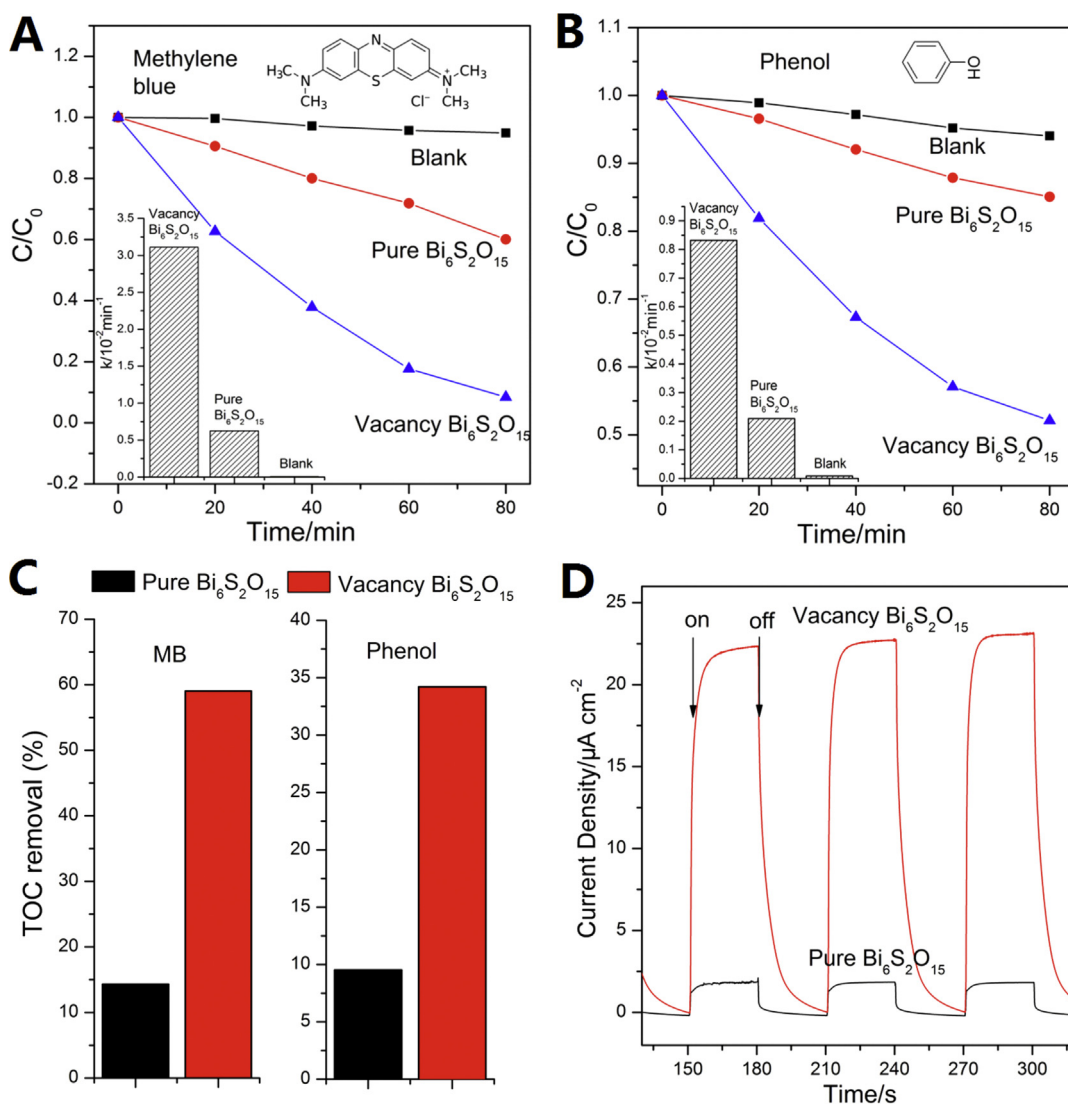 A
Methylene
blue
N
H₃C
N
CH₃
S
N⁺
CH₃
CH₃
Cl⁻
1.2
1.0
0.8
0.6
0.4
0.2
0.0
-0.2
C/C₀
Blank
Pure Bi₆S₂O₁₅
Vacancy Bi₆S₂O₁₅
Vacancy
Bi₆S₂O₁₅
Pure
Bi₆S₂O₁₅
Blank
3.5
3.0
2.5
2.0
1.5
1.0
0.5
0.0
k/10⁻²min⁻¹
0 20 40 60 80
Time/min
B
Phenol
OH
1.0
0.9
0.8
0.7
0.6
0.5
C/C₀
Blank
Pure Bi₆S₂O₁₅
Vacancy Bi₆S₂O₁₅
Vacancy
Bi₆S₂O₁₅
Pure
Bi₆S₂O₁₅
Blank
0.9
0.8
0.7
0.6
0.5
0.4
0.3
0.2
0.1
0.0
k/10⁻²min⁻¹
0 20 40 60 80
Time/min
C
Pure Bi₆S₂O₁₅ Vacancy Bi₆S₂O₁₅
MB
70
60
50
40
30
20
10
0
TOC removal (%)
Phenol
40
35
30
25
20
15
10
5
0
D
on off
Vacancy Bi₆S₂O₁₅
Pure Bi₆S₂O₁₅
25
20
15
10
5
0
Current Density/μA cm⁻²
150 180 210 240 270 300
Time/s